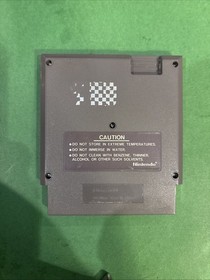 CAUTION
●DO NOT STORE IN EXTREME TEMPERATURES.
●DO NOT IMMERSE IN WATER.
●DO NOT CLEAN WITH BENZENE, THINNER,
ALCOHOL OR OTHER SUCH SOLVENTS.
Nintendo